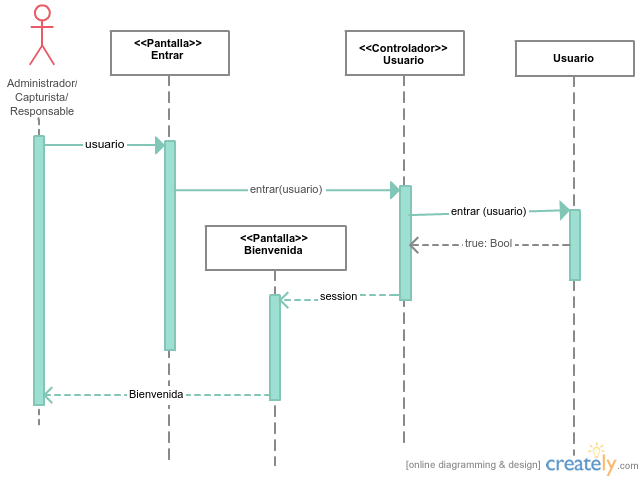 <<Pantalla>>
Entrar
<<Controlador>>
Usuario
Usuario
Administrador/
Capturista/
Responsable
usuario
entrar(usuario)
entrar (usuario)
<<Pantalla>>
Bienvenida
true: Bool
session
Bienvenida
[online diagramming & design] creately.com